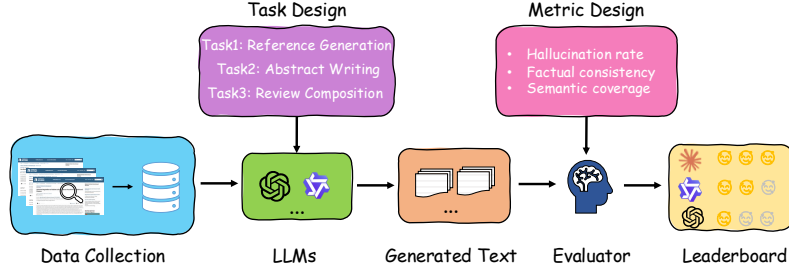 Task Design
Metric Design
Task1: Reference Generation
Task2: Abstract Writing
Task3: Review Composition
• Hallucination rate
• Factual consistency
• Semantic coverage
...
...
Data Collection
LLMs
Generated Text
Evaluator
Leaderboard